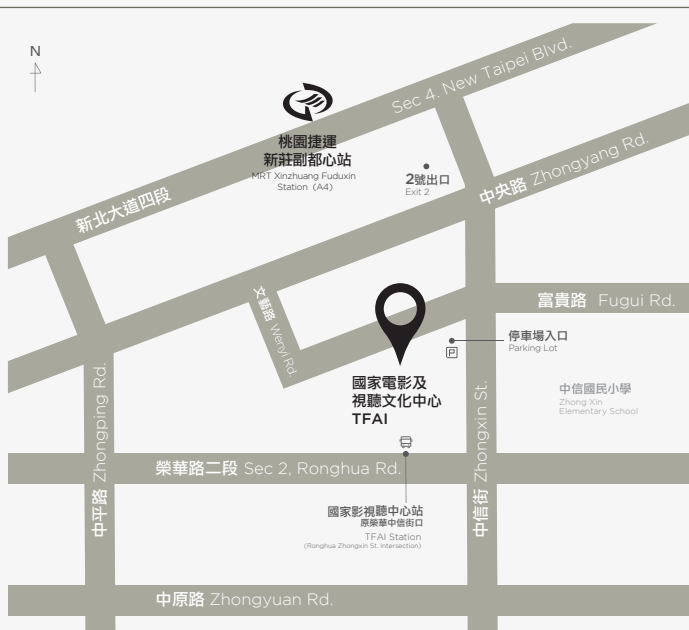 N
Sec 4. New Taipei Blvd.
桃園捷運
新莊副都心站
MRT Xinzhuang Fuduxin
Station (A4)
2號出口
Exit 2
中央路 Zhongyang Rd.
新北大道四段
文藝路 Wenyi Rd.
富貴路 Fugui Rd.
停車場入口
Parking Lot
P
國家電影及
視聽文化中心
TFAI
中信國民小學
Zhong Xin
Elementary School
中平路 Zhongping Rd.
中信街 Zhongxin St.
榮華路二段 Sec 2, Ronghua Rd.
國家影視聽中心站
原榮華中信街口
TFAI Station
(Ronghua Zhongxin St. Intersection)
中原路 Zhongyuan Rd.